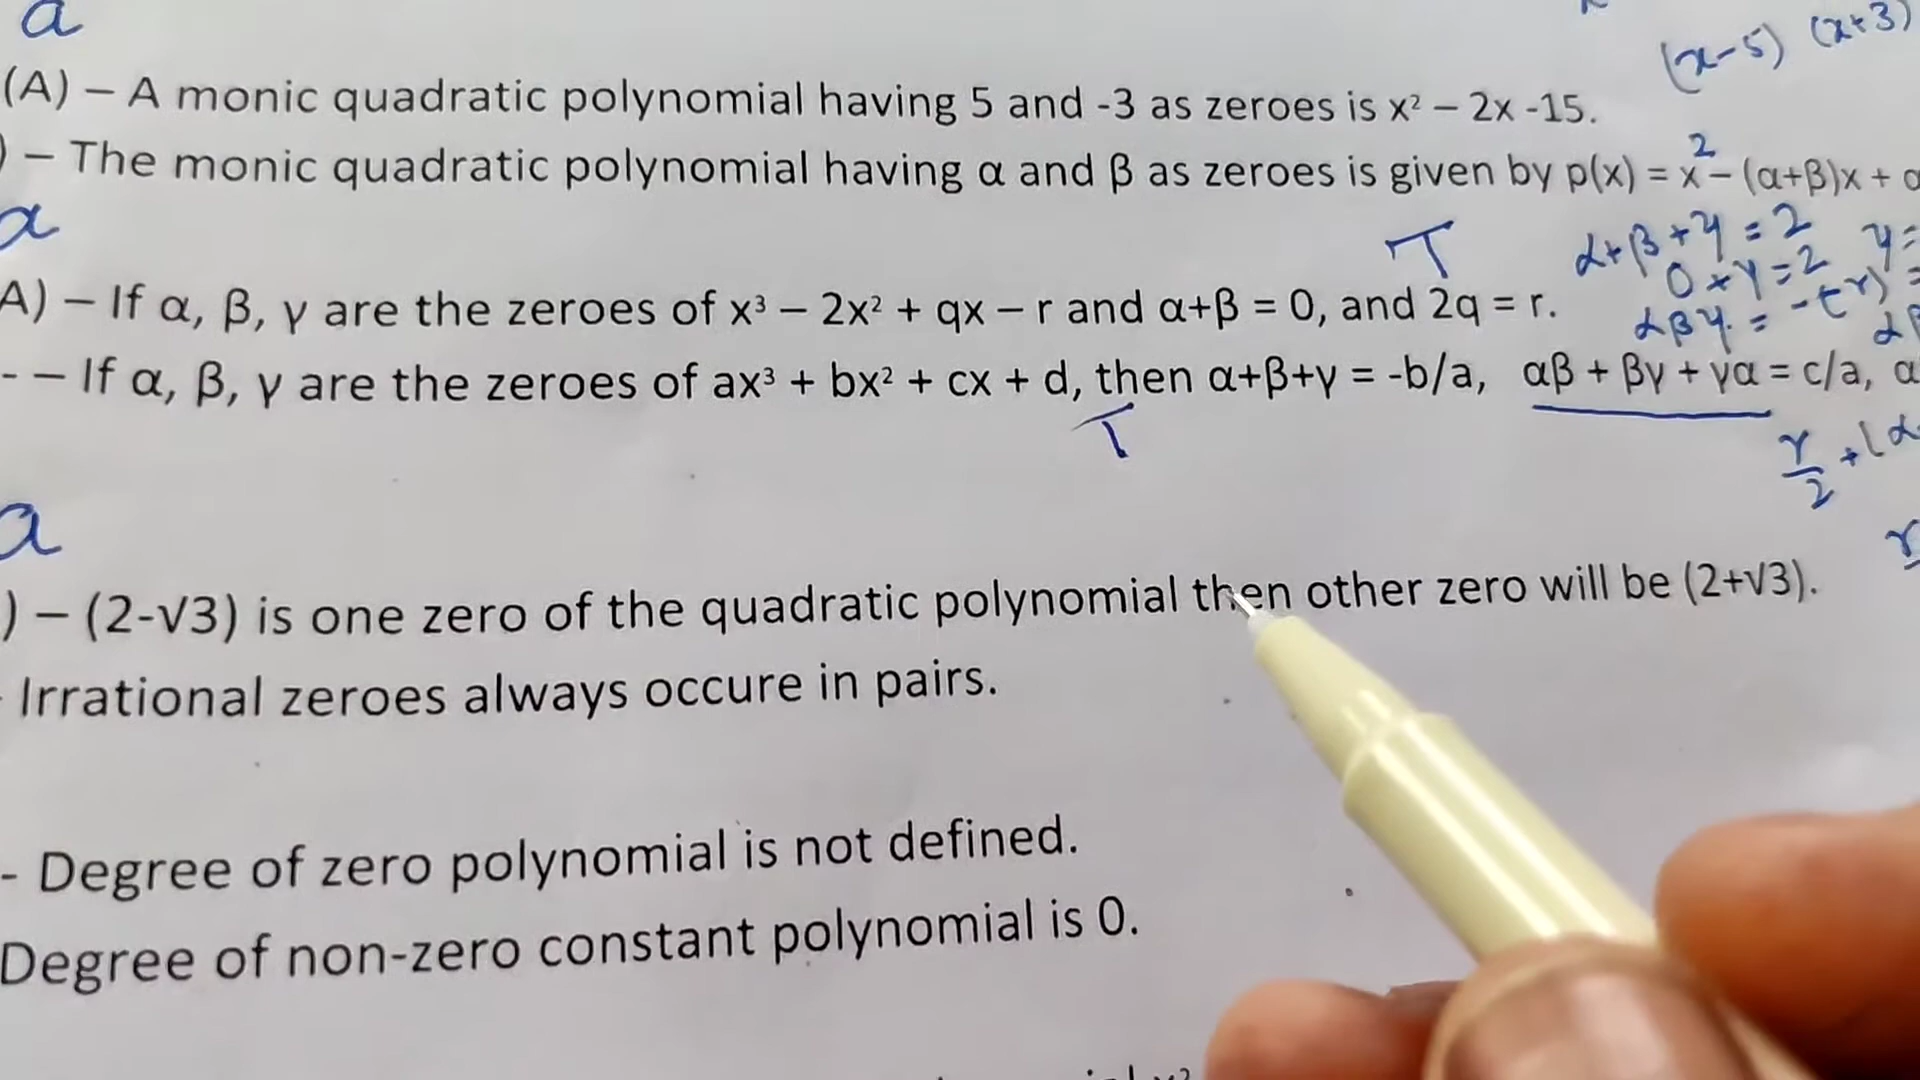 a
(x-5) (x+3)
(A) – A monic quadratic polynomial having 5 and -3 as zeroes is x² – 2x -15.
) – The monic quadratic polynomial having α and β as zeroes is given by p(x) = x² – (α+β)x +
a
T
α+β+γ = 2
0+γ=2
A) – If α, β, γ are the zeroes of x³ – 2x² + qx – r and α+β = 0, and 2q = r.
αβγ = -(-r)
- – If α, β, γ are the zeroes of ax³ + bx² + cx + d, then α+β+γ = -b/a, αβ + βγ + γα = c/a,
T
r/2 + (α
a
) – (2-√3) is one zero of the quadratic polynomial then other zero will be (2+√3).
Irrational zeroes always occure in pairs.
- Degree of zero polynomial is not defined.
Degree of non-zero constant polynomial is 0.